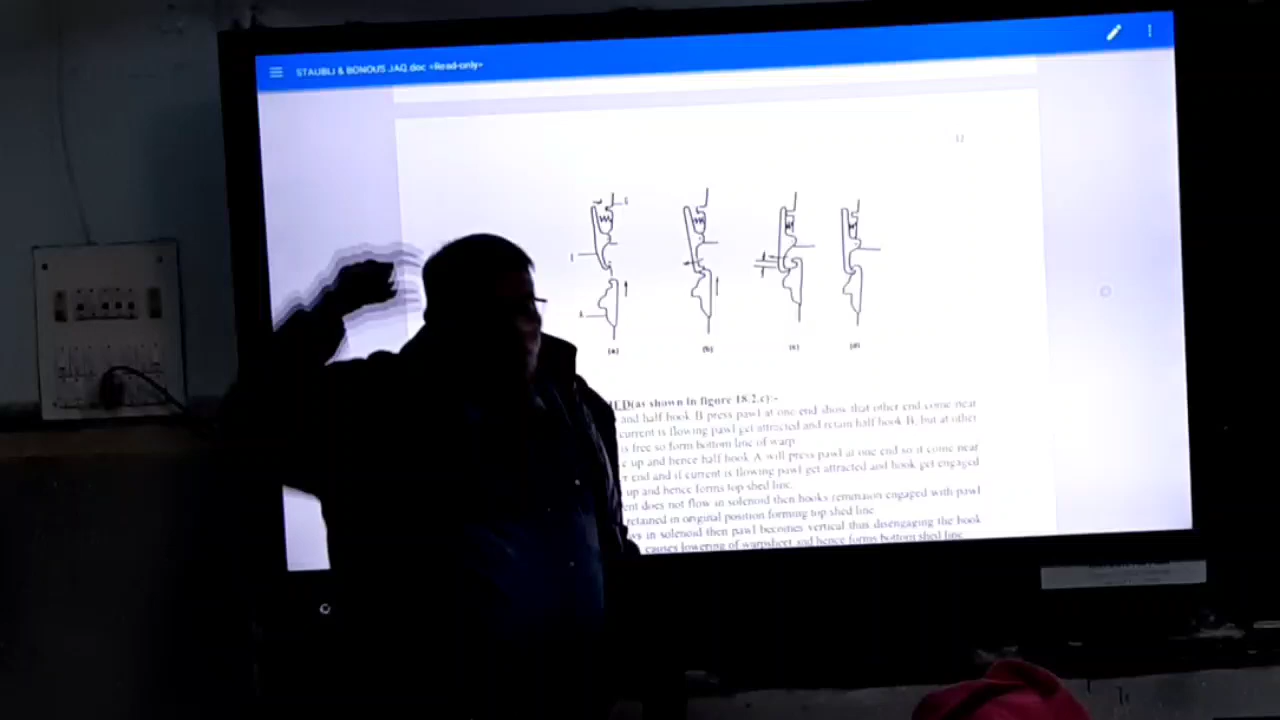 STAUBLI & BONOUS JAQ.doc <Read-only>
(a) (b) (c) (d)
(as shown in figure 18.2.c):-
and half hook B press pawl at one end show that other end come near
current is flowing pawl get attracted and retain half hook B, but at other
is free so form bottom line of warp
up and hence half hook A will press pawl at one end so it come near
end and if current is flowing pawl get attracted and hook get engaged
up and hence forms top shed line.
does not flow in solenoid then hooks remmaion engaged with pawl
retained in original position forming top shed line
in solenoid then pawl becomes vertical thus disengaging the hook
causes lowering of warpsheet and hence forms bottom shed line